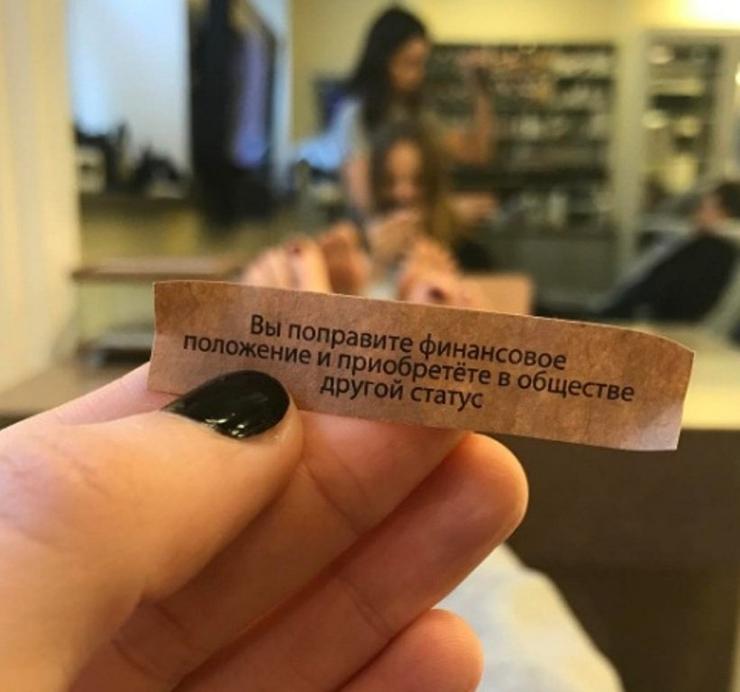 Вы поправите финансовое
положение и приобретёте в обществе
другой статус